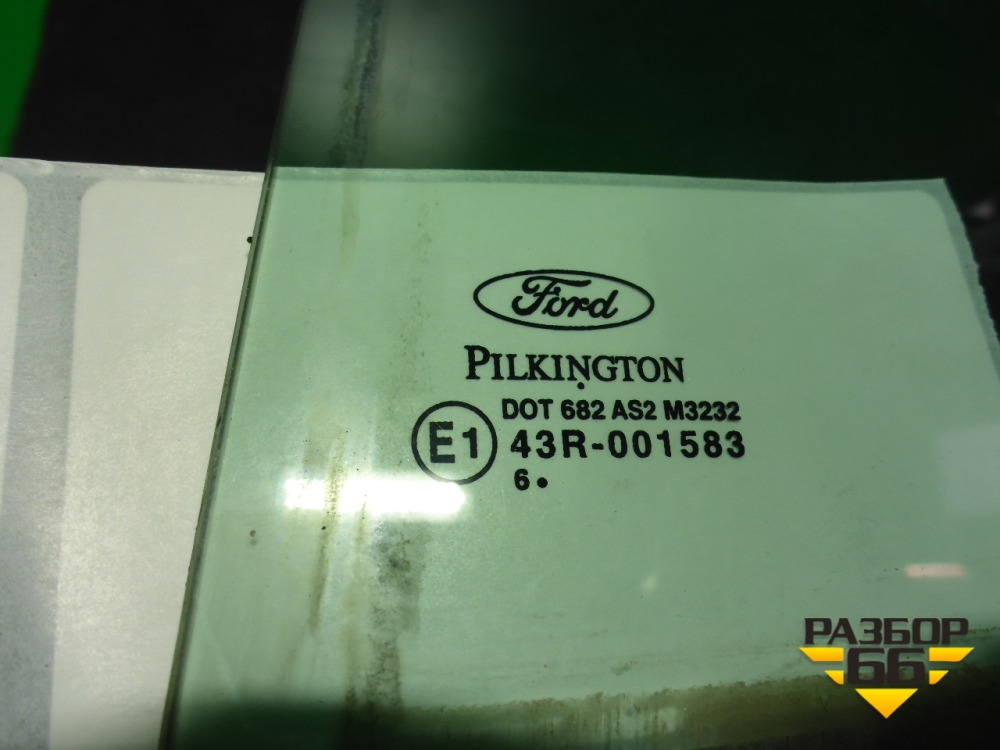 Ford
PILKINGTON
DOT 682 AS2 M3232
E1 43R-001583
6•
РАЗБОР
66